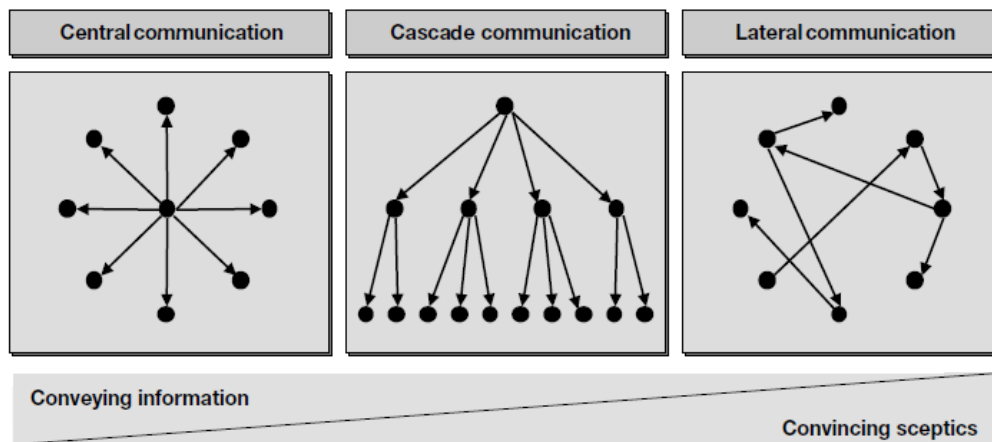 Central communication
Cascade communication
Lateral communication
Conveying information
Convincing sceptics